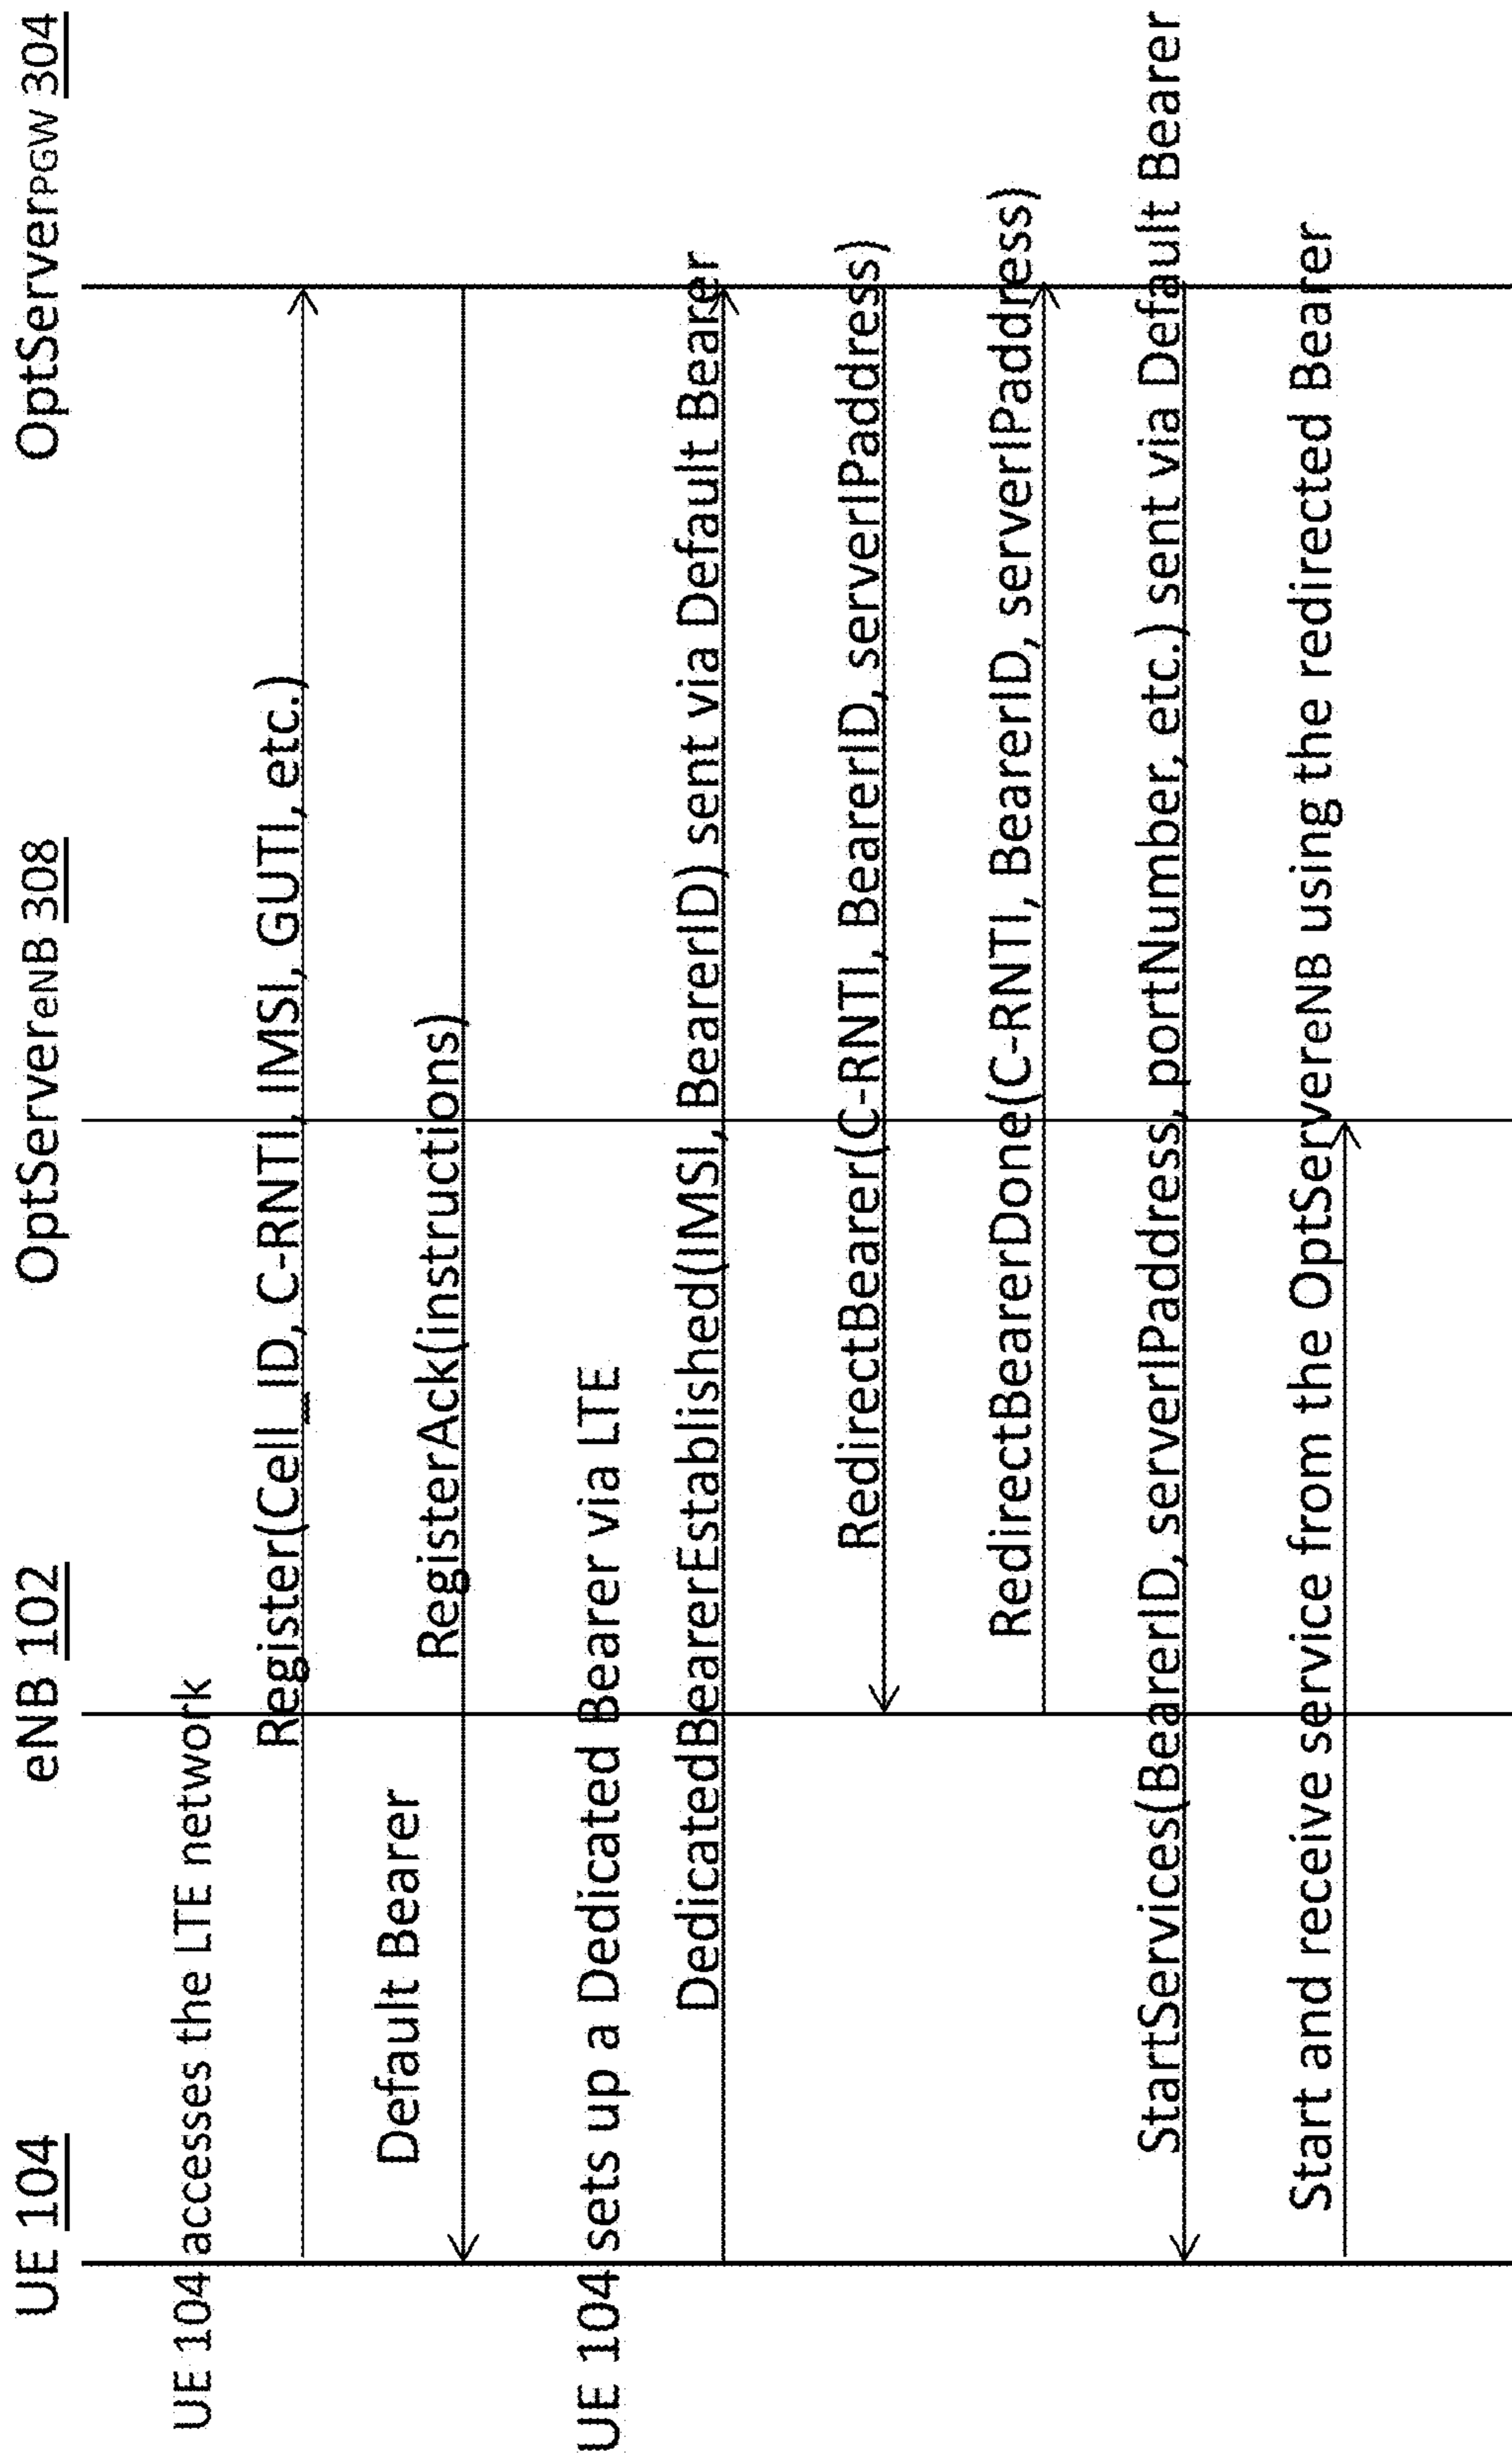 UE 104
eNB 102
OptServereNB 308
OptServerPGW 304
UE 104 accesses the LTE network
Register(Cell_ID, C-RNTI, IMSI, GUTI, etc.)
Default Bearer
RegisterAck(instructions)
UE 104 sets up a Dedicated Bearer via LTE
DedicatedBearerEstablished(IMSI, BearerID) sent via Default Bearer
RedirectBearer(C-RNTI, BearerID, serverIPaddress)
RedirectBearerDone(C-RNTI, BearerID, serverIPaddress)
StartServices(BearerID, serverIPaddress, portNumber, etc.) sent via Default Bearer
Start and receive service from the OptServereNB using the redirected Bearer